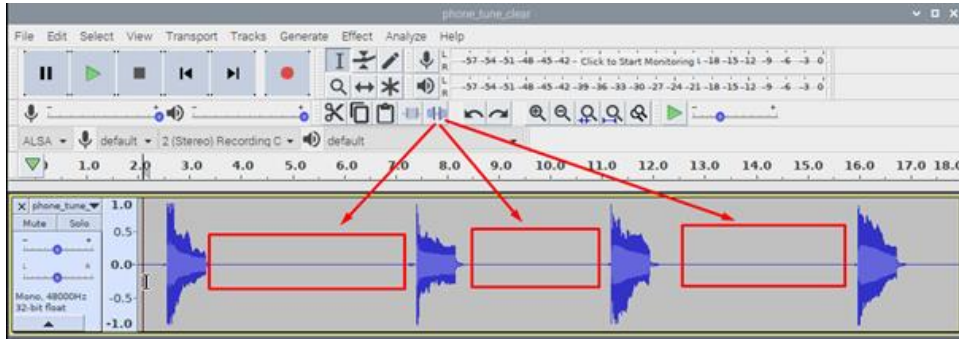 phone_tune_clear
File Edit Select View Transport Tracks Generate Effect Analyze Help
L R -57 -54 -51 -48 -45 -42 - Click to Start Monitoring -18 -15 -12 -9 -6 -3 0
L R -57 -54 -51 -48 -45 -42 -39 -36 -33 -30 -27 -24 -21 -18 -15 -12 -9 -6 -3 0
ALSA default 2 (Stereo) Recording C default
1.0 2.0 3.0 4.0 5.0 6.0 7.0 8.0 9.0 10.0 11.0 12.0 13.0 14.0 15.0 16.0 17.0 18.0
X phone_tune_ 1.0
Mute Solo
0.5
- +
L R 0.0
Mono, 48000Hz
32-bit float
-0.5
-1.0